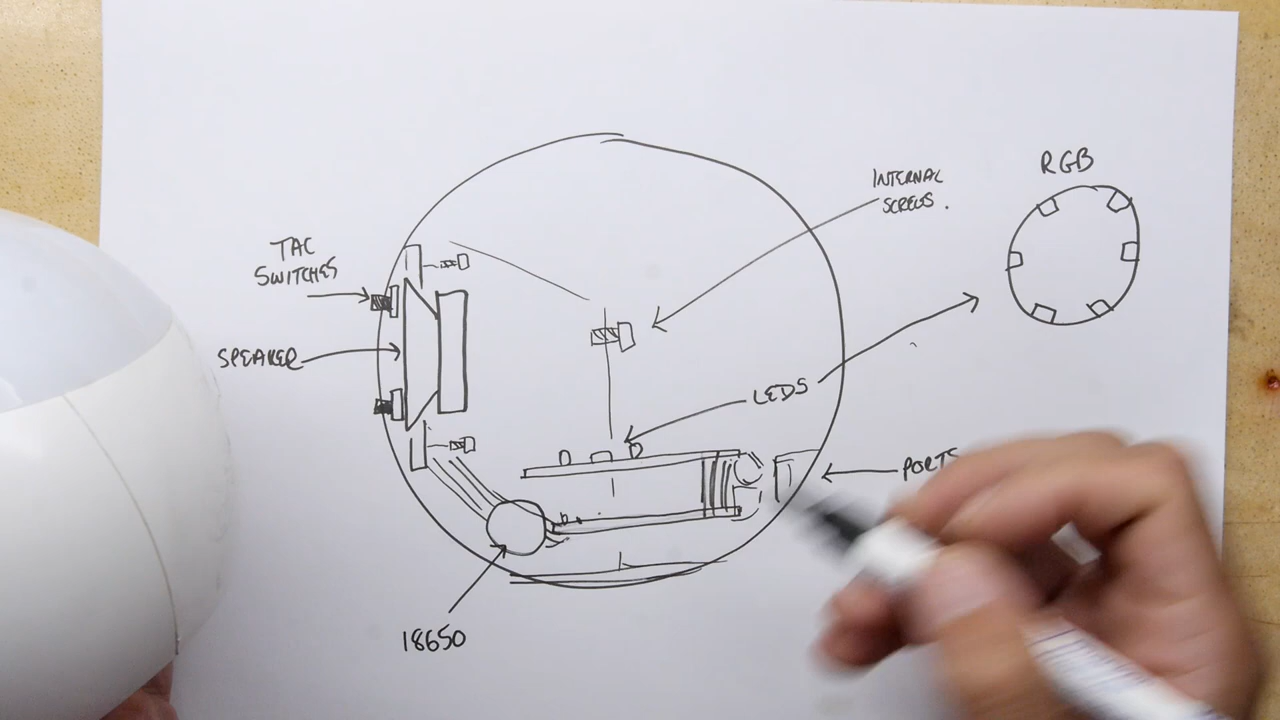 RGB
INTERNAL
SCREWS.
TAC
SWITCHES
SPEAKER
LEDS
PORTS
18650